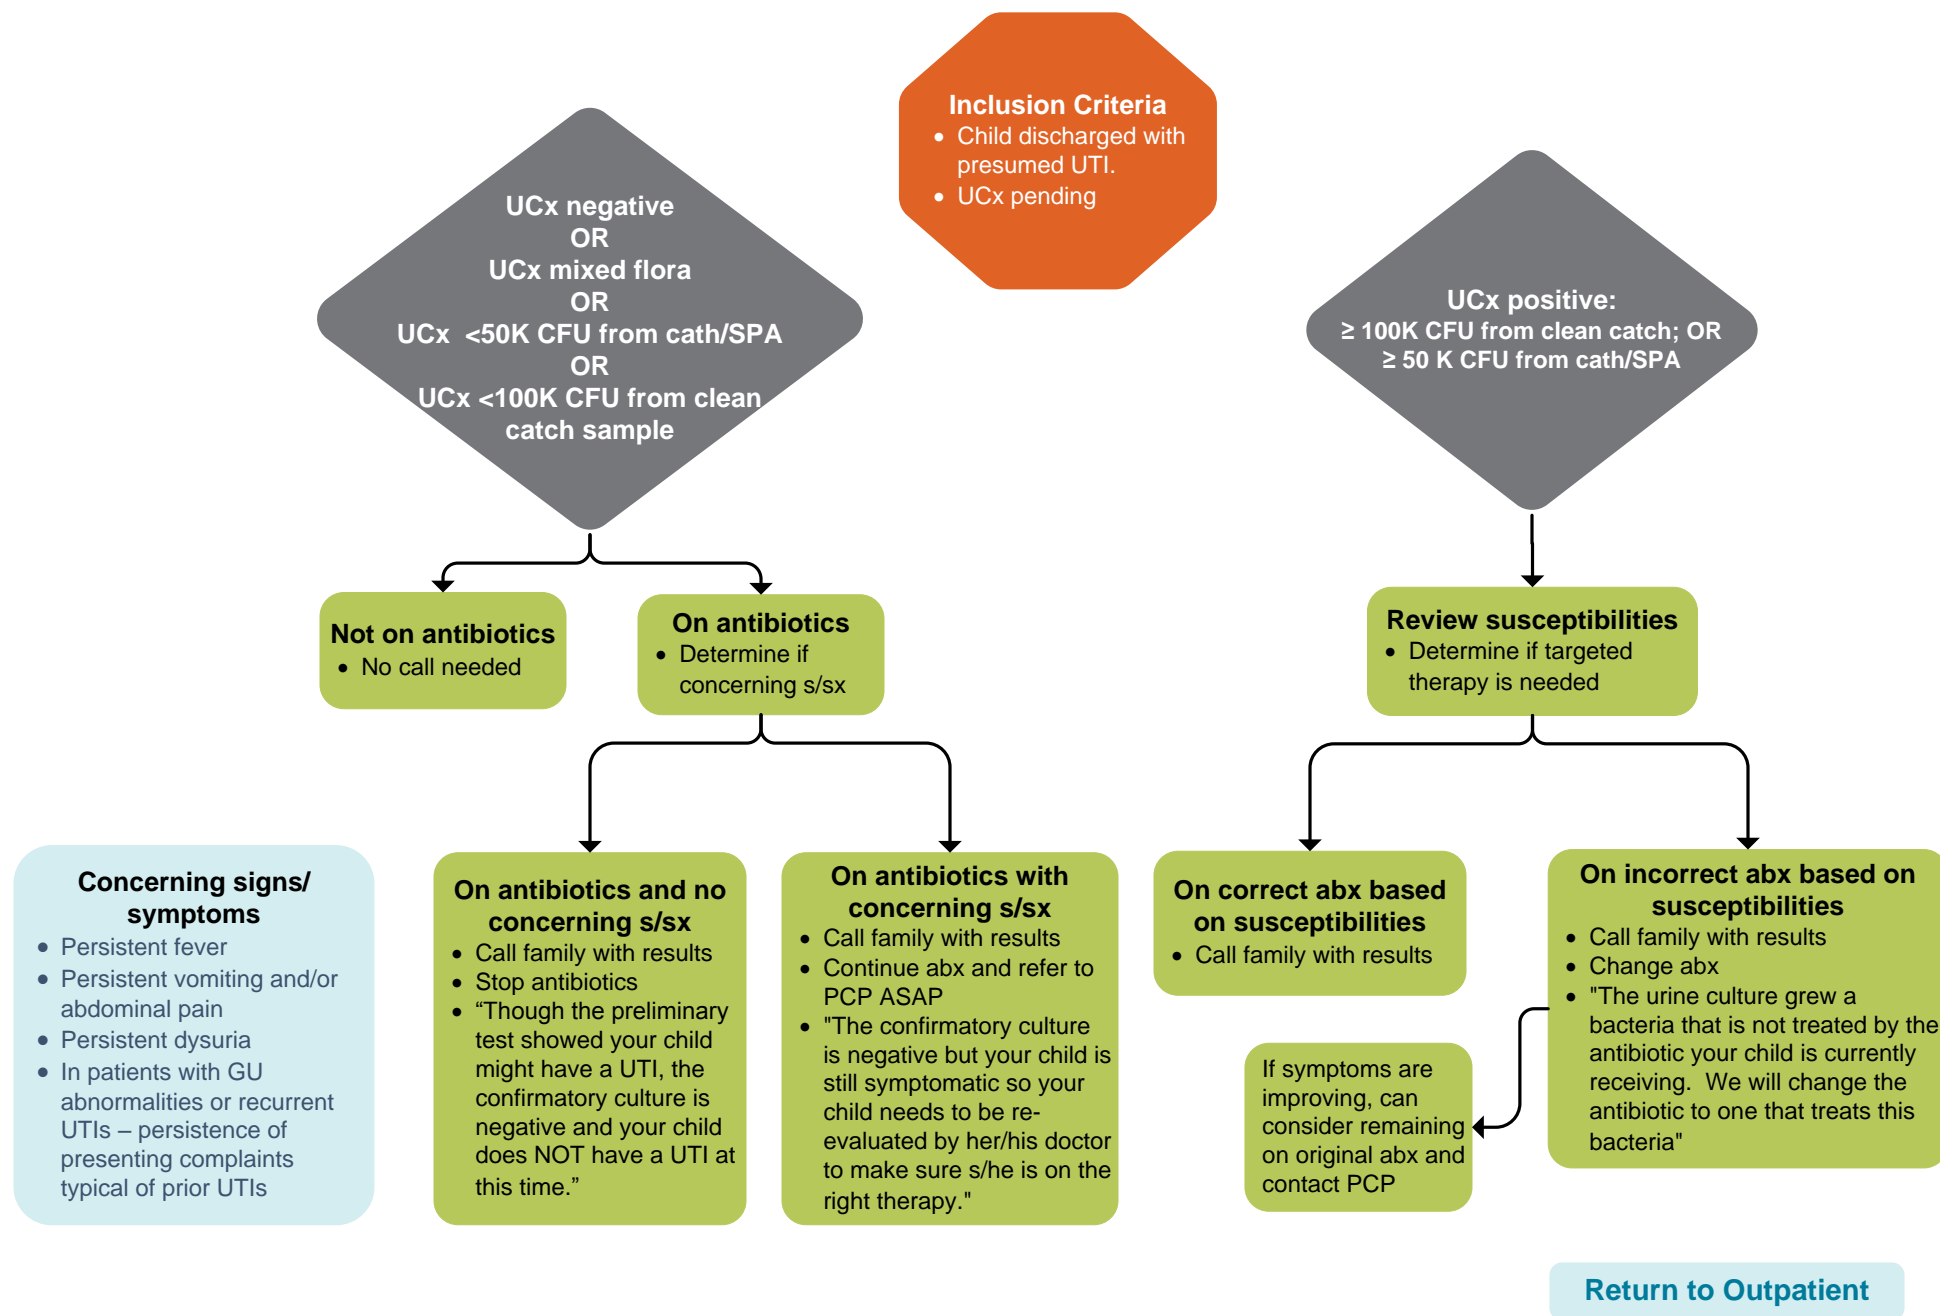 Inclusion Criteria
• Child discharged with
presumed UTI.
• UCx pending
UCx negative
OR
UCx mixed flora
OR
UCx  <50K CFU from cath/SPA
OR
UCx <100K CFU from clean
catch sample
UCx positive:
≥ 100K CFU from clean catch; OR
≥ 50 K CFU from cath/SPA
Not on antibiotics
• No call needed
On antibiotics
• Determine if
concerning s/sx
Review susceptibilities
• Determine if targeted
therapy is needed
Concerning signs/
symptoms
• Persistent fever
• Persistent vomiting and/or
abdominal pain
• Persistent dysuria
• In patients with GU
abnormalities or recurrent
UTIs – persistence of
presenting complaints
typical of prior UTIs
On antibiotics and no
concerning s/sx
• Call family with results
• Stop antibiotics
• “Though the preliminary
test showed your child
might have a UTI, the
confirmatory culture is
negative and your child
does NOT have a UTI at
this time.”
On antibiotics with
concerning s/sx
• Call family with results
• Continue abx and refer to
PCP ASAP
• "The confirmatory culture
is negative but your child is
still symptomatic so your
child needs to be re-
evaluated by her/his doctor
to make sure s/he is on the
right therapy."
On correct abx based
on susceptibilities
• Call family with results
On incorrect abx based on
susceptibilities
• Call family with results
• Change abx
• "The urine culture grew a
bacteria that is not treated by the
antibiotic your child is currently
receiving.  We will change the
antibiotic to one that treats this
bacteria"
If symptoms are
improving, can
consider remaining
on original abx and
contact PCP
Return to Outpatient